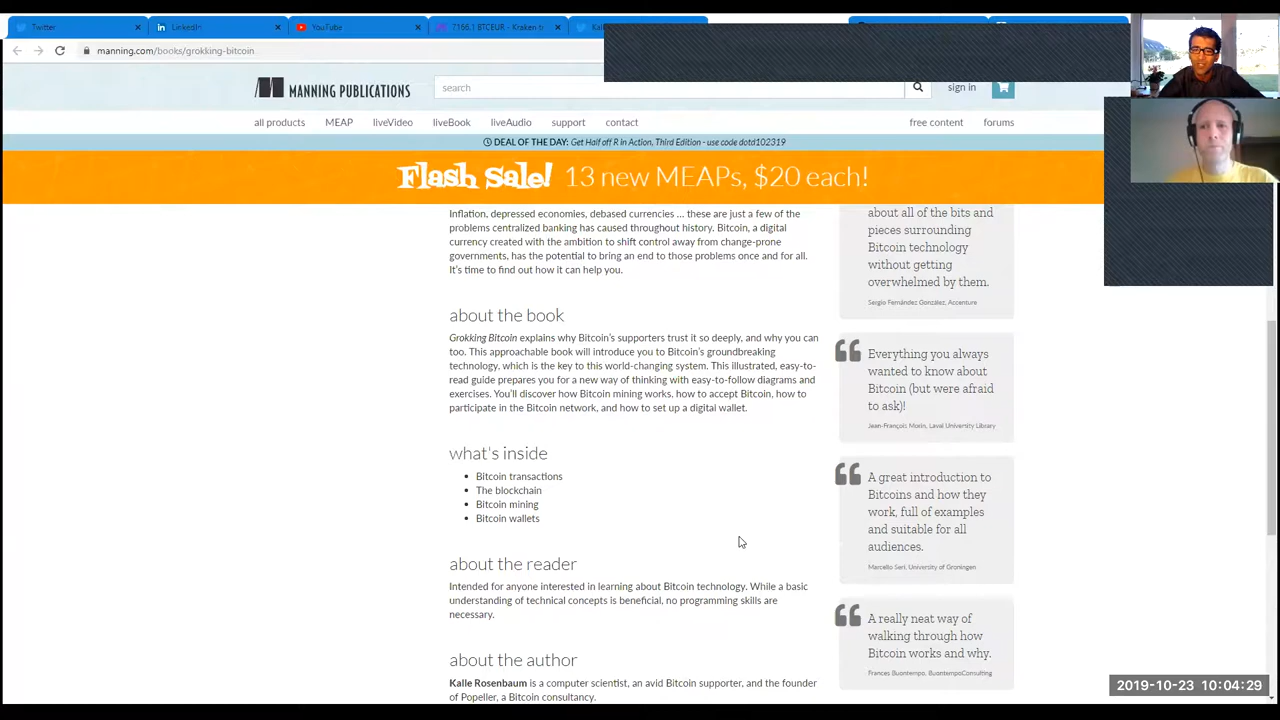 Twitter
LinkedIn
YouTube
7166.1 BTCEUR - Kraken tr
manning.com/books/grokking-bitcoin
MANNING PUBLICATIONS
search
sign in
all products
MEAP
liveVideo
liveBook
liveAudio
support
contact
free content
forums
DEAL OF THE DAY: Get Half off R in Action, Third Edition - use code dotd102319
Flash Sale! 13 new MEAPs, $20 each!
Inflation, depressed economies, debased currencies ... these are just a few of the
problems centralized banking has caused throughout history. Bitcoin, a digital
currency created with the ambition to shift control away from change-prone
governments, has the potential to bring an end to those problems once and for all.
It's time to find out how it can help you.
about the book
Grokking Bitcoin explains why Bitcoin's supporters trust it so deeply, and why you can
too. This approachable book will introduce you to Bitcoin's groundbreaking
technology, which is the key to this world-changing system. This illustrated, easy-to-
read guide prepares you for a new way of thinking with easy-to-follow diagrams and
exercises. You'll discover how Bitcoin mining works, how to accept Bitcoin, how to
participate in the Bitcoin network, and how to set up a digital wallet.
what's inside
• Bitcoin transactions
• The blockchain
• Bitcoin mining
• Bitcoin wallets
about the reader
Intended for anyone interested in learning about Bitcoin technology. While a basic
understanding of technical concepts is beneficial, no programming skills are
necessary.
about the author
Kalle Rosenbaum is a computer scientist, an avid Bitcoin supporter, and the founder
of Popeller, a Bitcoin consultancy.
about all of the bits and
pieces surrounding
Bitcoin technology
without getting
overwhelmed by them.
Sergio Fernández González, Accenture
Everything you always
wanted to know about
Bitcoin (but were afraid
to ask)!
Jean-François Morin, Laval University Library
A great introduction to
Bitcoins and how they
work, full of examples
and suitable for all
audiences.
Marcello Seri, University of Groningen
A really neat way of
walking through how
Bitcoin works and why.
Frances Buontempo, BuontempoConsulting
2019-10-23 10:04:29